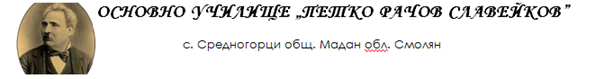 ОСНОВНО УЧИЛИЩЕ „ПЕТКО РАЧОВ СЛАВЕЙКОВ”
с. Средногорци общ. Мадан обл. Смолян